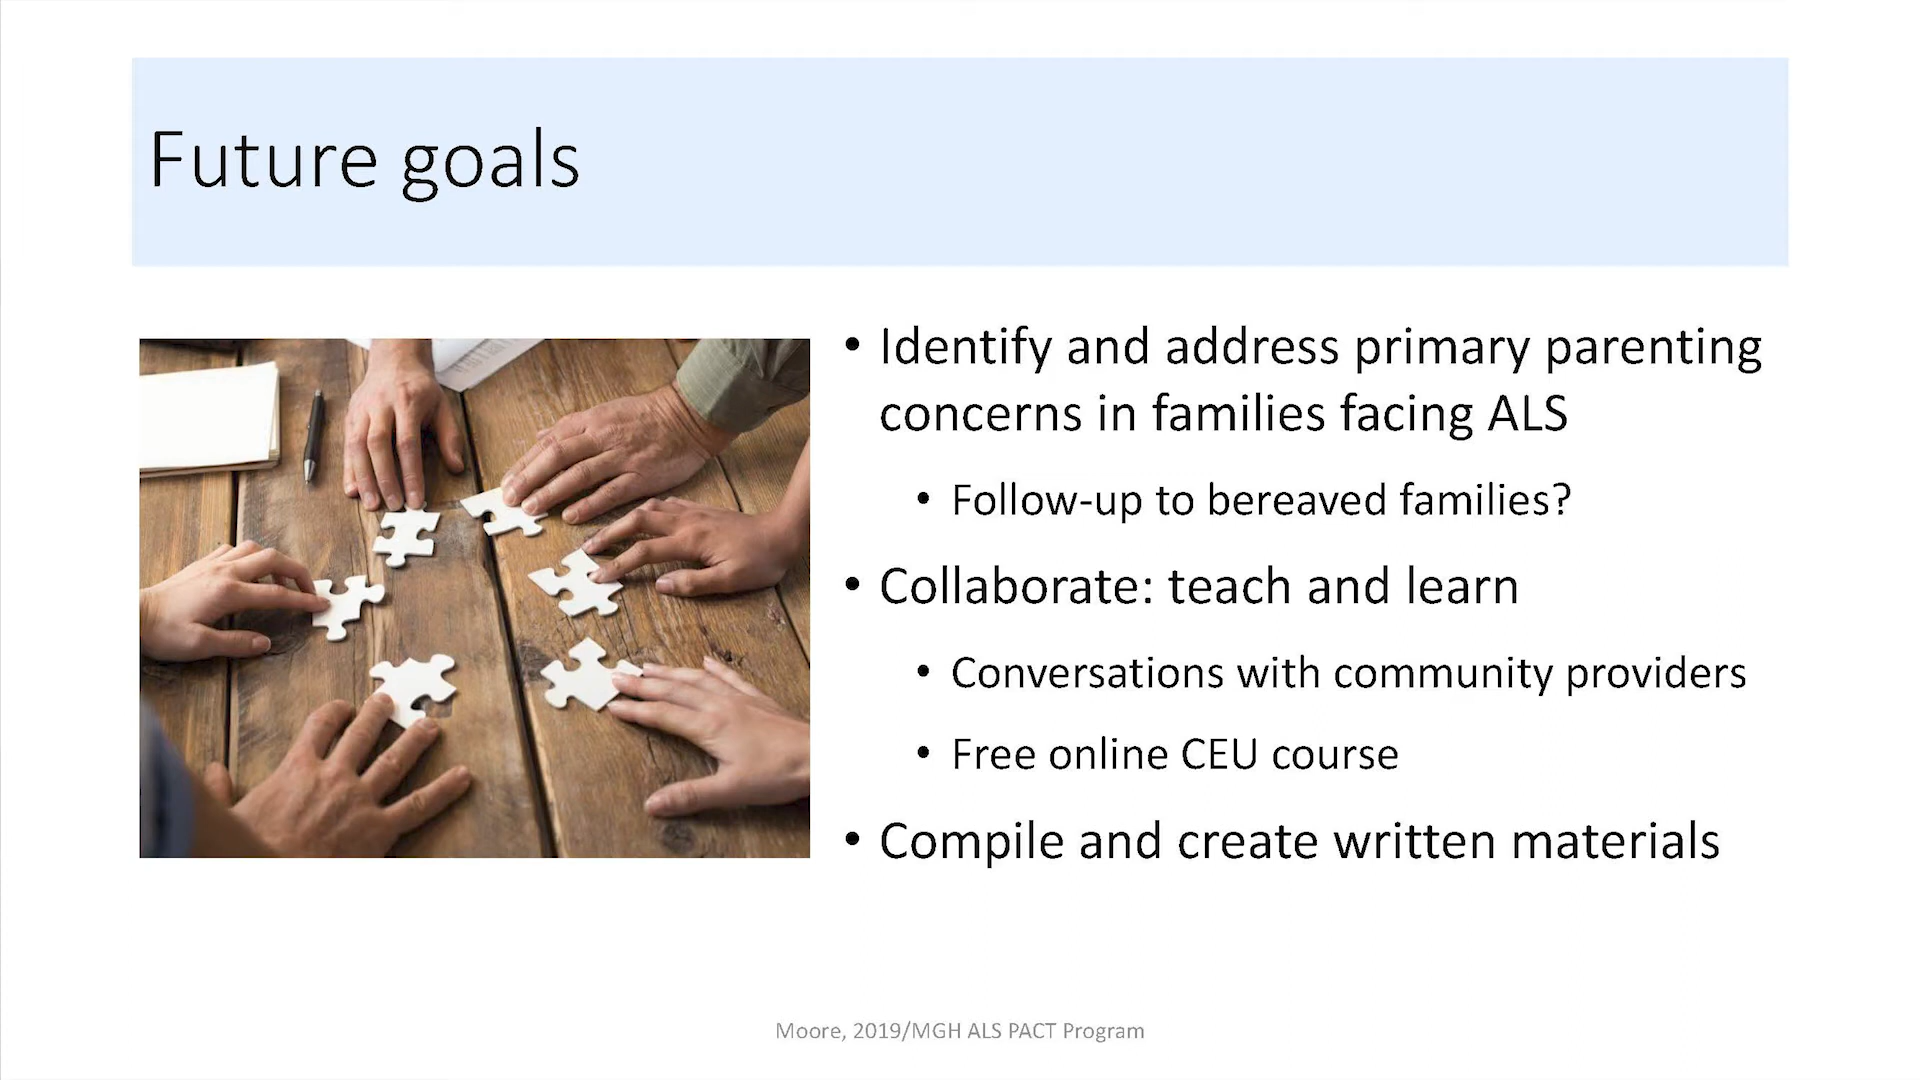 Future goals
• Identify and address primary parenting
concerns in families facing ALS
• Follow-up to bereaved families?
• Collaborate: teach and learn
• Conversations with community providers
• Free online CEU course
• Compile and create written materials
Moore, 2019/MGH ALS PACT Program